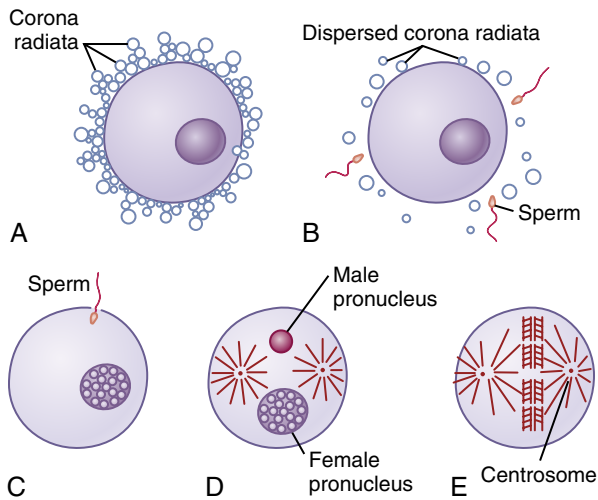 Corona
radiata
Dispersed corona radiata
A
B
Sperm
Sperm
Male
pronucleus
C
D
Female
pronucleus
E
Centrosome